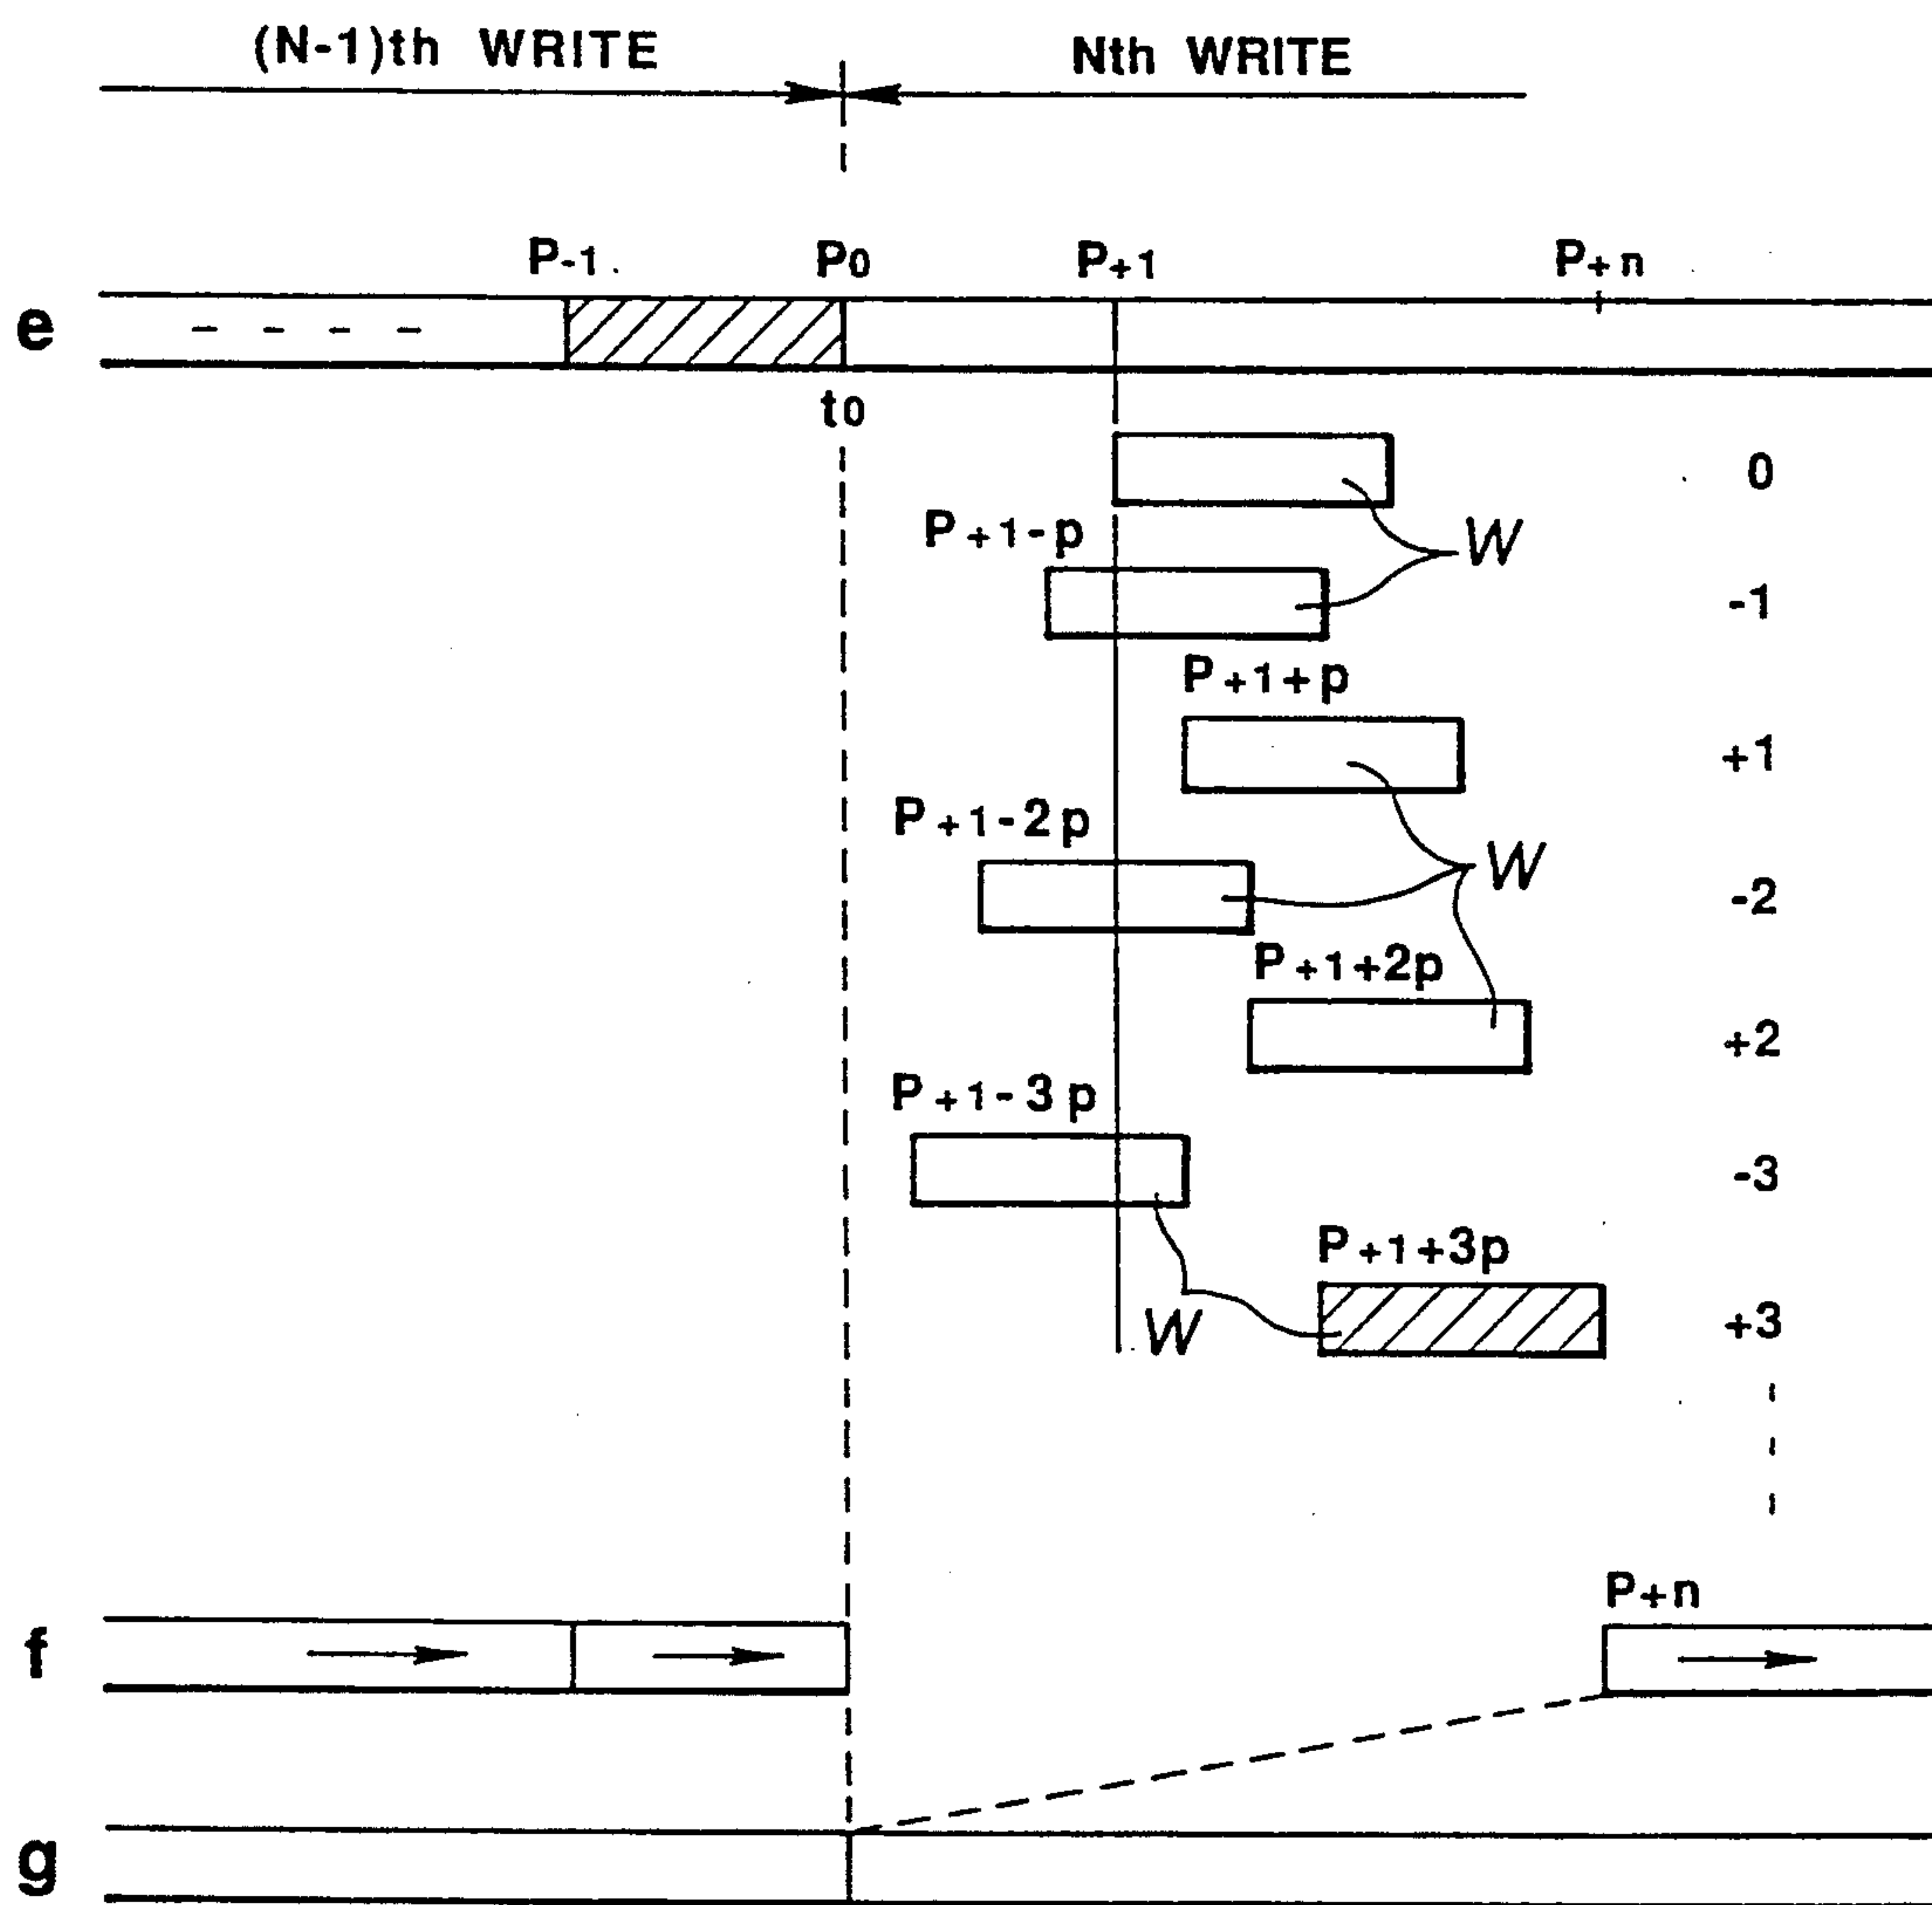 (N-1)th WRITE Nth WRITE
P-1 P0 P+1 P+n
e
t0
0
P+1-p W
-1
P+1+p
+1
P+1-2p W
-2
P+1+2p
+2
P+1-3p
-3
P+1+3p
W +3
P+n
f
g